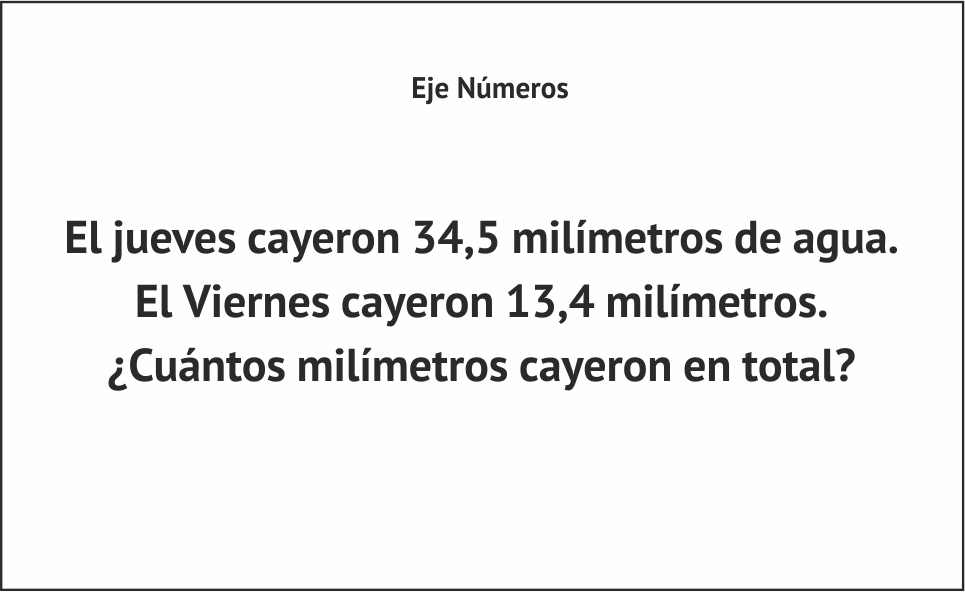 Eje Números
El jueves cayeron 34,5 milímetros de agua.
El Viernes cayeron 13,4 milímetros.
¿Cuántos milímetros cayeron en total?